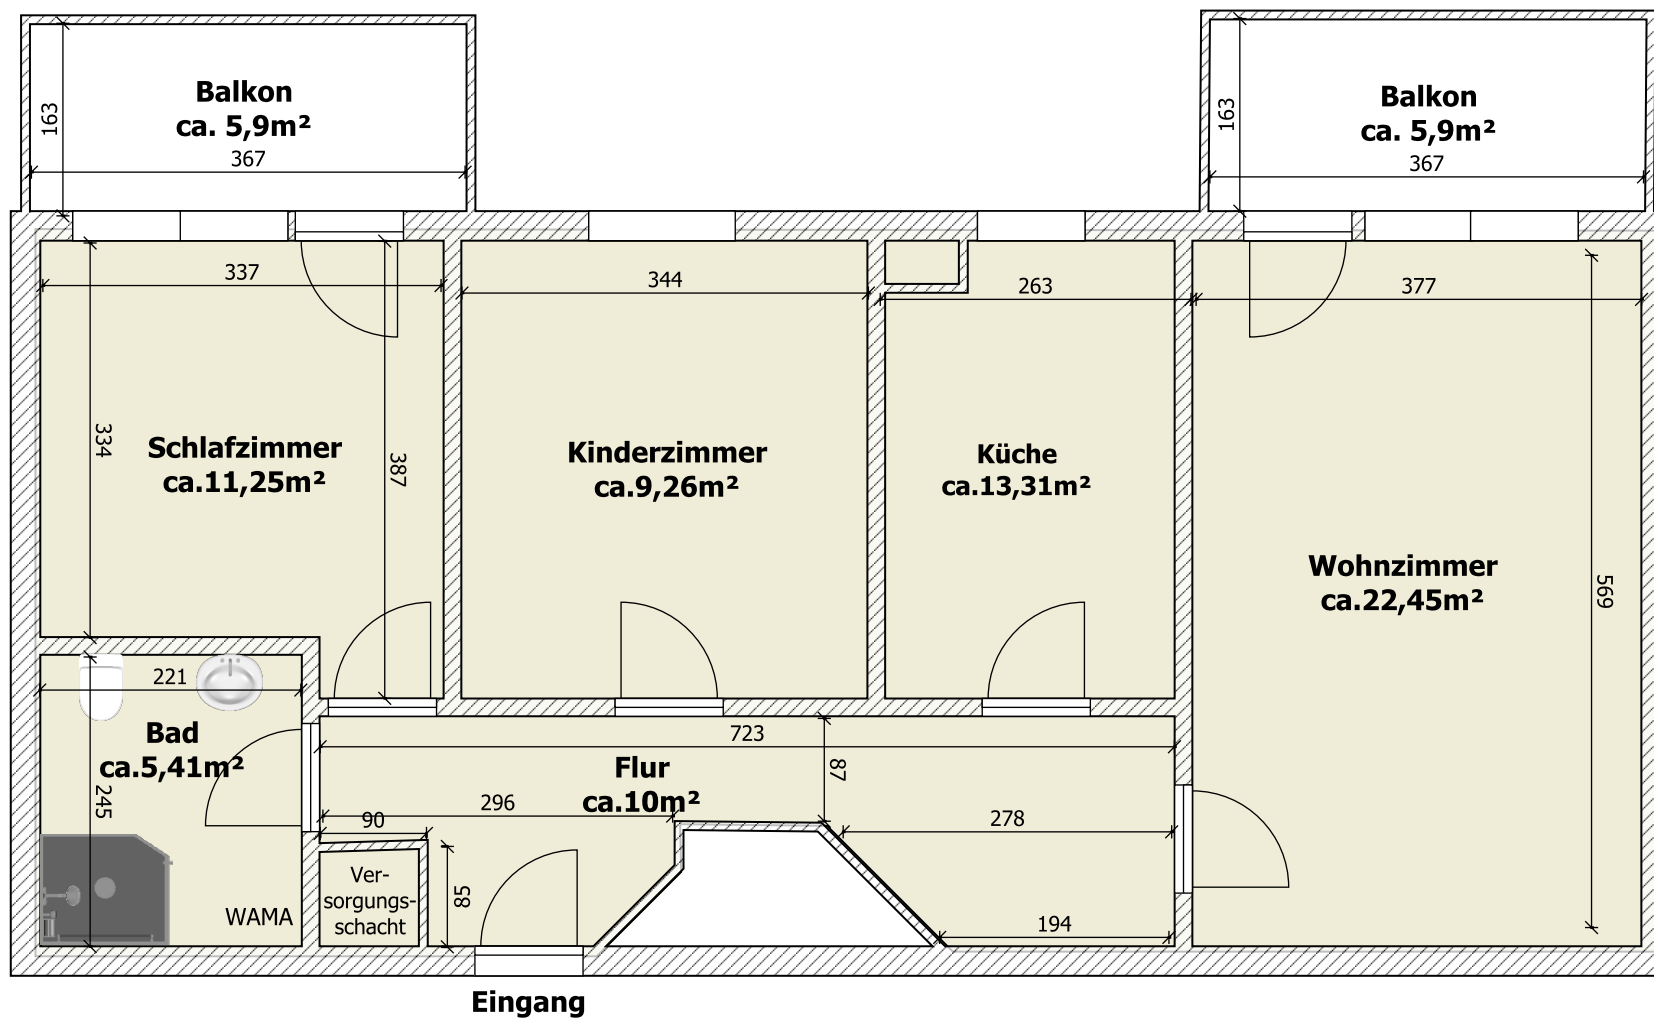 Balkon
ca. 5,9m²
163
367
Balkon
ca. 5,9m²
163
367
337
334
387
Schlafzimmer
ca.11,25m²
344
Kinderzimmer
ca.9,26m²
263
Küche
ca.13,31m²
377
569
Wohnzimmer
ca.22,45m²
221
Bad
ca.5,41m²
245
WAMA
723
Flur
ca.10m²
87
296
90
278
85
Ver-
sorgungs-
schacht
194
Eingang